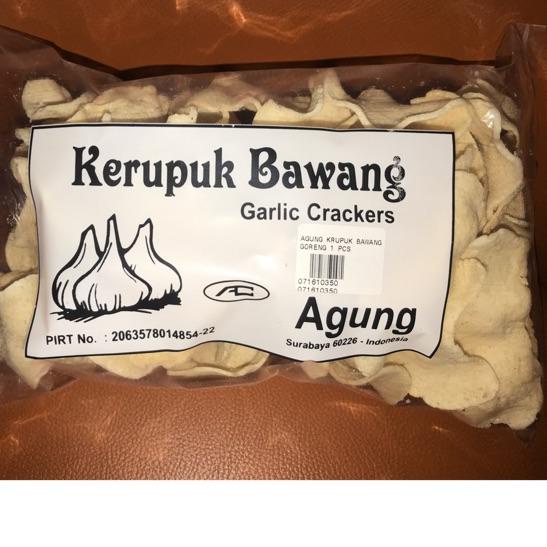 Kerupuk Bawang
Garlic Crackers
AGUNG KRUPUK BAWANG
GORENG 1 PCS
071610350
071610350
AG
Agung
PIRT No. : 2063578014854-22
Surabaya 60226 - Indonesia